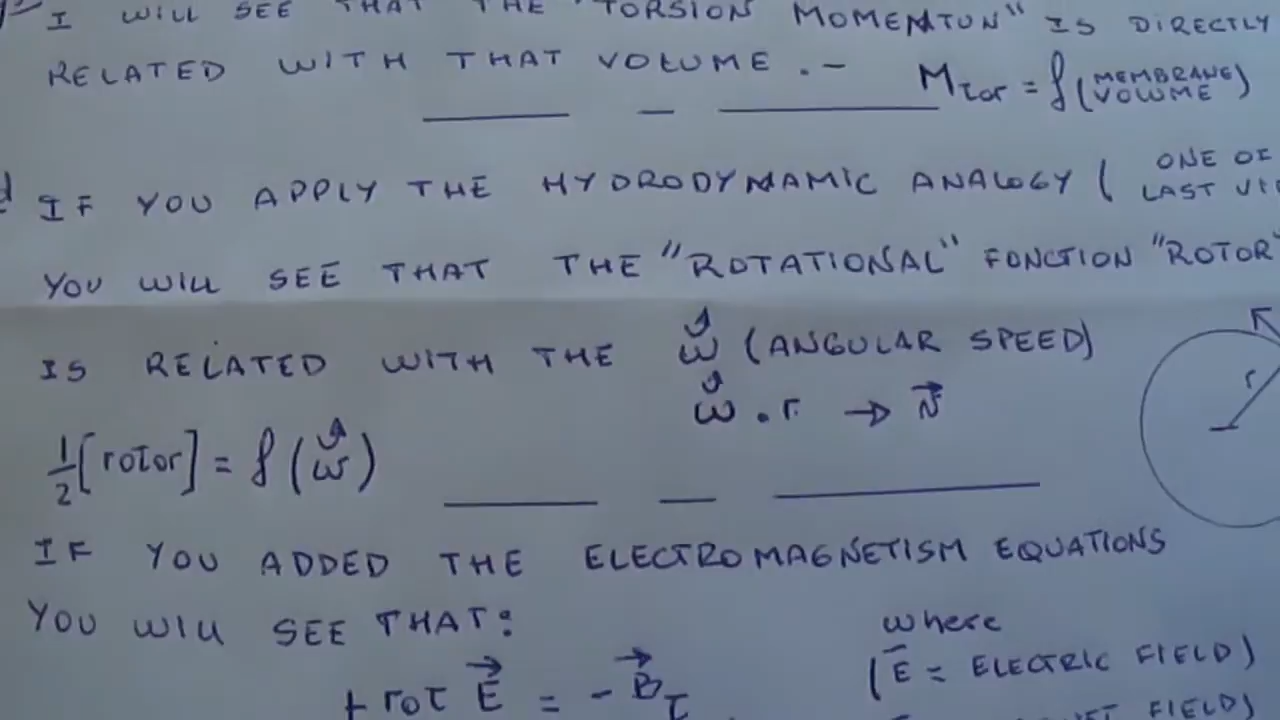 I WILL SEE THAT THE "TORSION MOMENTUN" IS DIRECTLY
RELATED WITH THAT VOLUME .-
Mτor = f(MEMBRANE VOLUME)
IF YOU APPLY THE HYDRODYNAMIC ANALOGY ( ONE OF
LAST
YOU WILL SEE THAT THE "ROTATIONAL" FONCTION "ROTOR"
IS RELATED WITH THE ω (ANGULAR SPEED)
ω . r → v
r
1/2 [rotor] = f(ω)
IF YOU ADDED THE ELECTROMAGNETISM EQUATIONS
YOU WILL SEE THAT:
where
(E = ELECTRIC FIELD)
+ rot E = - Bτ
FIELD)